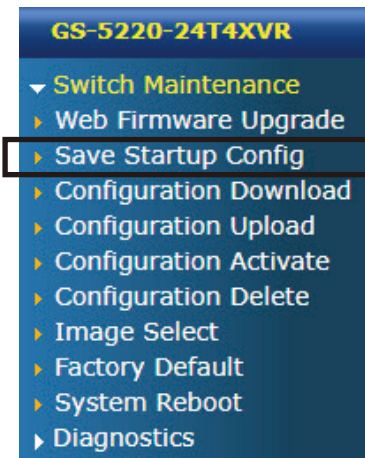 GS-5220-24T4XVR
Switch Maintenance
Web Firmware Upgrade
Save Startup Config
Configuration Download
Configuration Upload
Configuration Activate
Configuration Delete
Image Select
Factory Default
System Reboot
Diagnostics